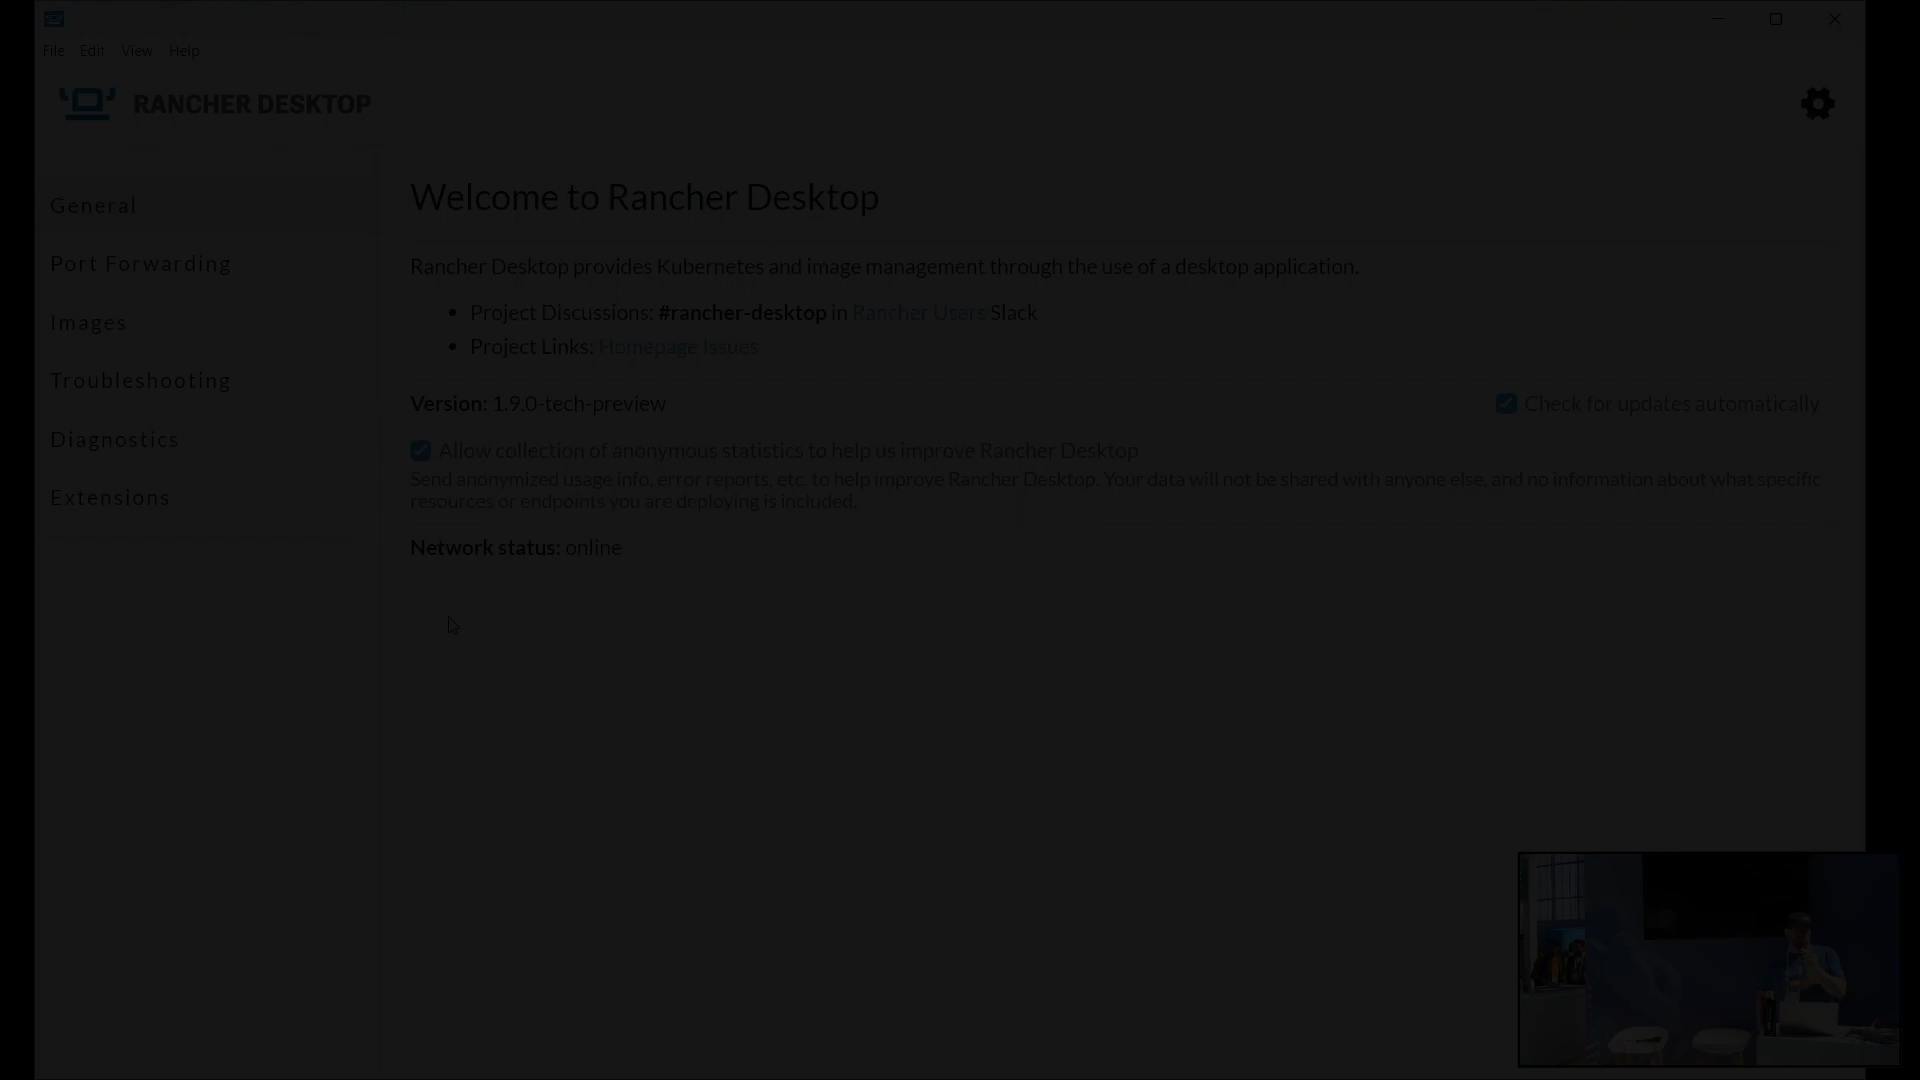 File Edit View Help
RANCHER DESKTOP
General
Port Forwarding
Images
Troubleshooting
Diagnostics
Extensions
Welcome to Rancher Desktop
Rancher Desktop provides Kubernetes and image management through the use of a desktop application.
• Project Discussions: #rancher-desktop in Rancher Users Slack
• Project Links: Homepage Issues
Version: 1.9.0-tech-preview
Check for updates automatically
Allow collection of anonymous statistics to help us improve Rancher Desktop
Send anonymized usage info, error reports, etc. to help improve Rancher Desktop. Your data will not be shared with anyone else, and no information about what specific
resources or endpoints you are deploying is included.
Network status: online